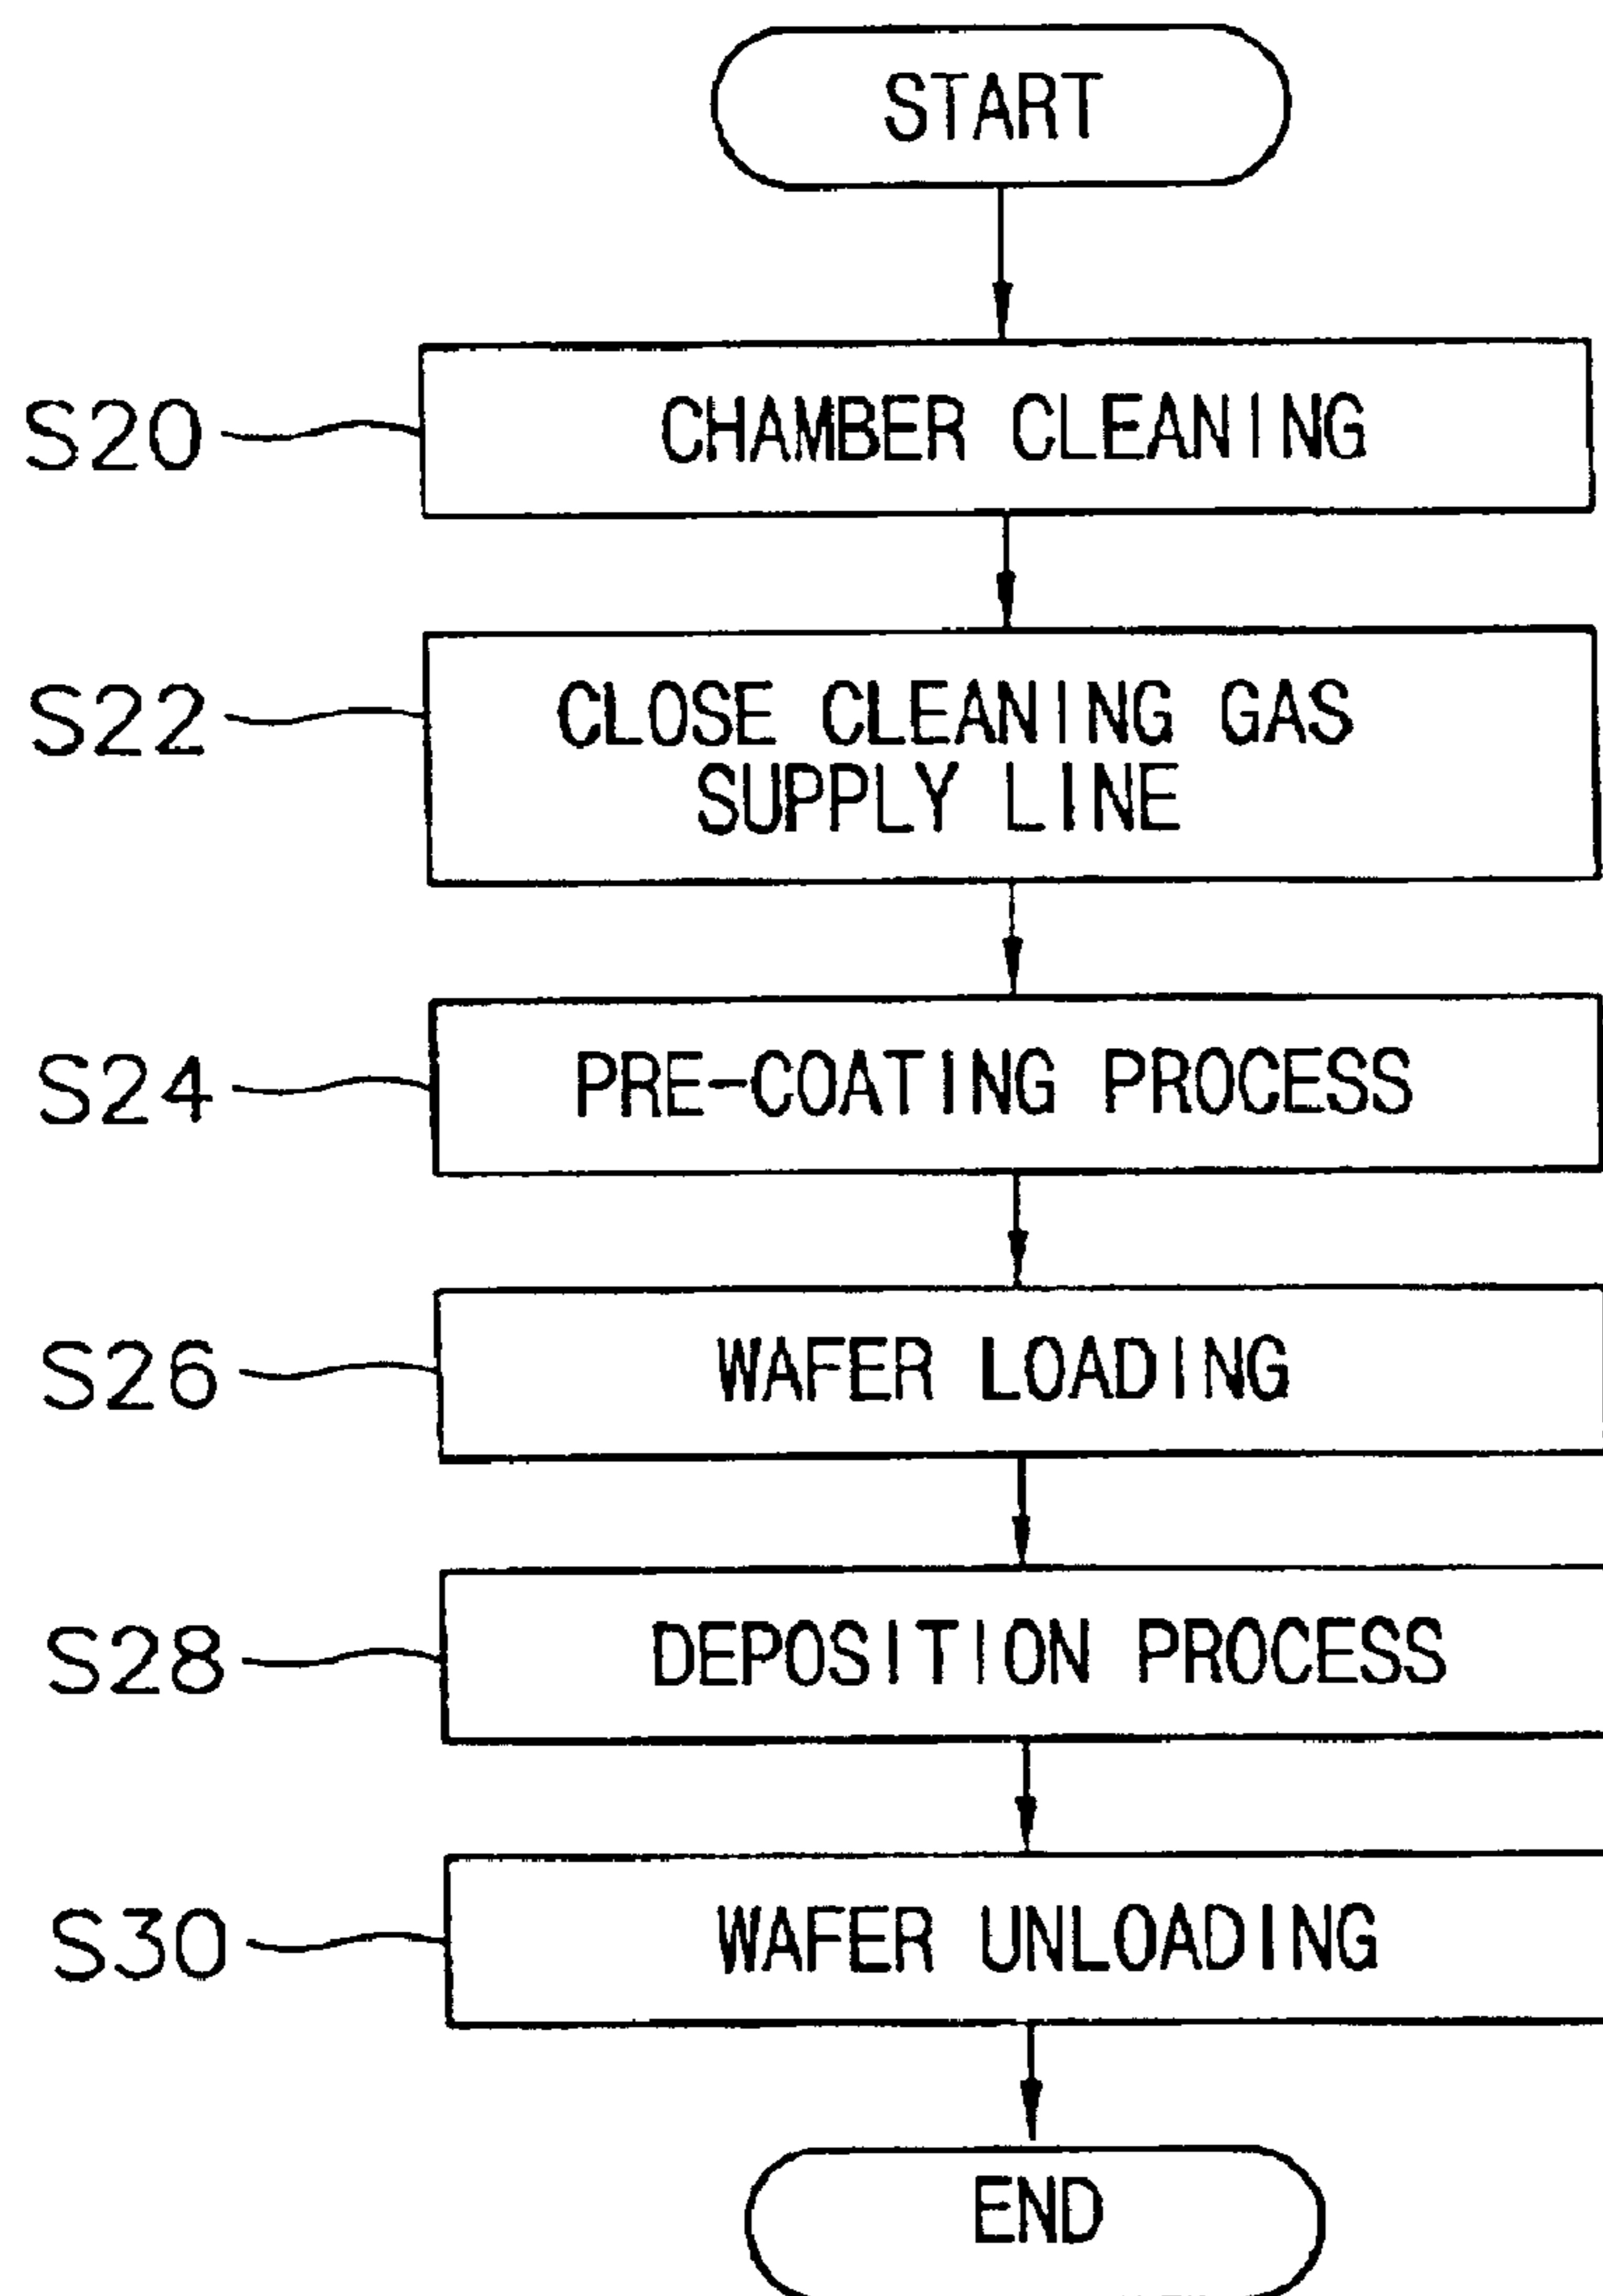 START
S20
CHAMBER CLEANING
S22
CLOSE CLEANING GAS
SUPPLY LINE
S24
PRE-COATING PROCESS
S26
WAFER LOADING
S28
DEPOSITION PROCESS
S30
WAFER UNLOADING
END